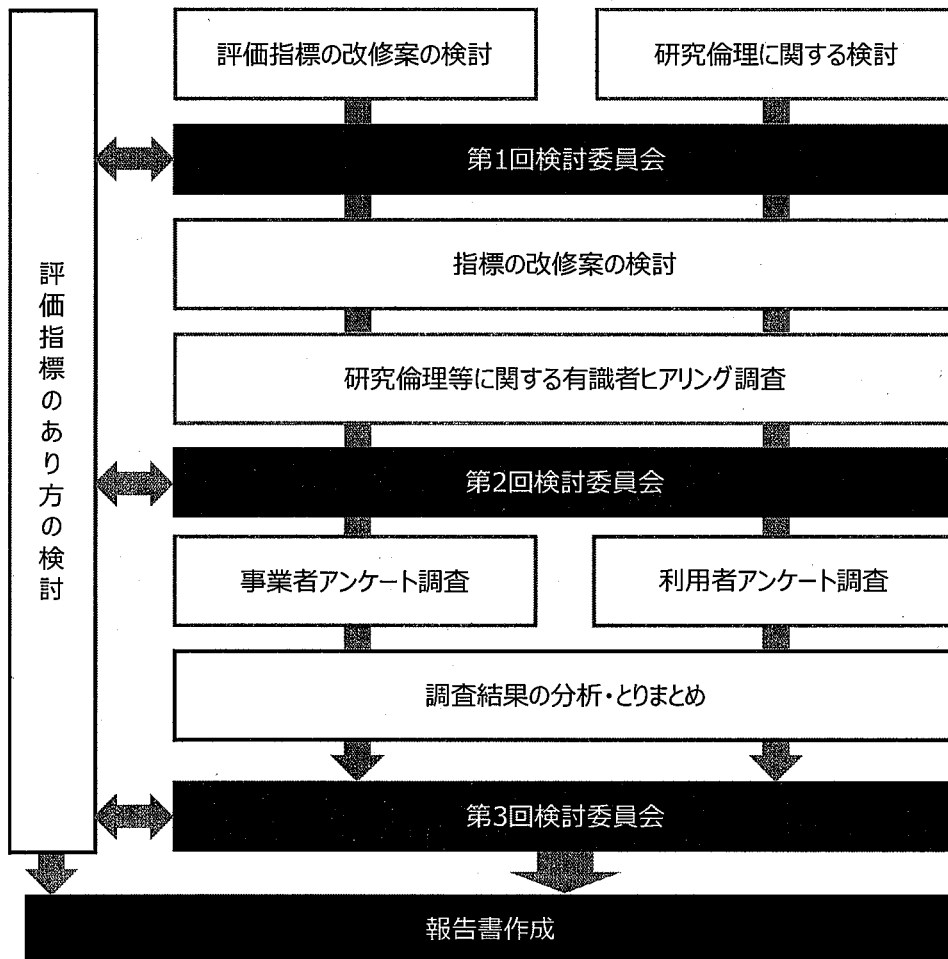 評価指標の改修案の検討
研究倫理に関する検討
第1回検討委員会
指標の改修案の検討
研究倫理等に関する有識者ヒアリング調査
評価指標のあり方の検討
第2回検討委員会
事業者アンケート調査
利用者アンケート調査
調査結果の分析・とりまとめ
第3回検討委員会
報告書作成